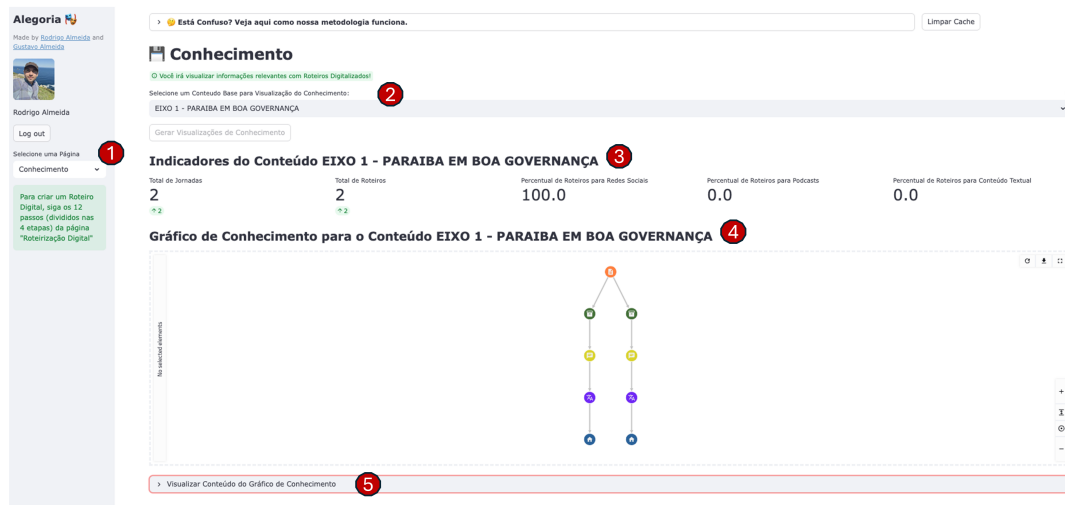 Alegoria
Made by Rodrigo Almeida and
Gustavo Almeida
Rodrigo Almeida
Log out
Selecione uma Página
1
Conhecimento
Para criar um Roteiro
Digital, siga os 12
passos (divididos nas
4 etapas) da página
"Roteirização Digital"
Está Confuso? Veja aqui como nossa metodologia funciona.
Limpar Cache
Conhecimento
Você irá visualizar informações relevantes com Roteiros Digitalizados!
Selecione um Conteudo Base para Visualização do Conhecimento:
2
EIXO 1 - PARAIBA EM BOA GOVERNANÇA
Gerar Visualizações de Conhecimento
Indicadores do Conteúdo EIXO 1 - PARAIBA EM BOA GOVERNANÇA
3
Total de Jornadas
2
↑ 2
Total de Roteiros
2
↑ 2
Percentual de Roteiros para Redes Sociais
100.0
Percentual de Roteiros para Podcasts
0.0
Percentual de Roteiros para Conteúdo Textual
0.0
Gráfico de Conhecimento para o Conteúdo EIXO 1 - PARAIBA EM BOA GOVERNANÇA
4
No selected elements
Visualizar Conteúdo do Gráfico de Conhecimento
5